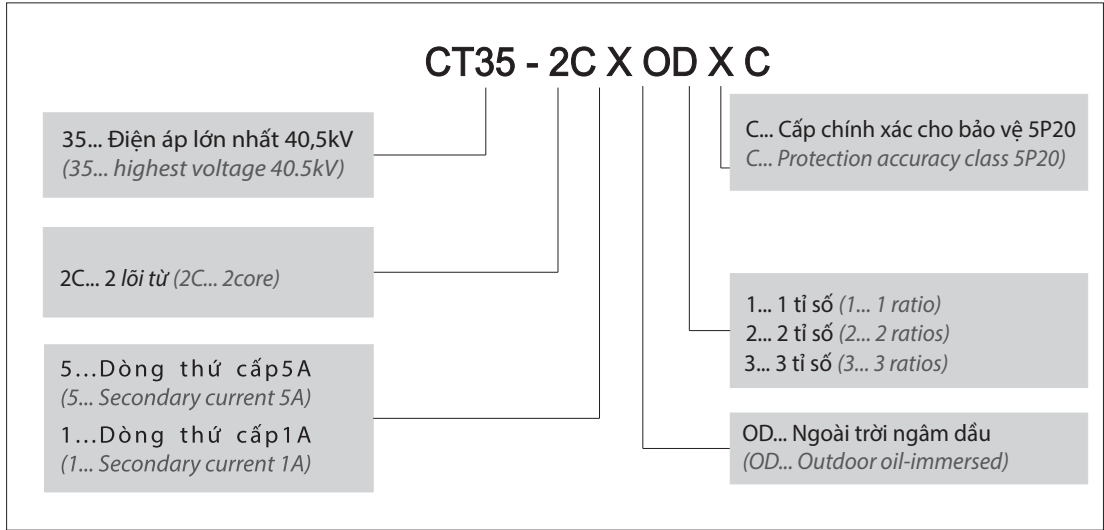 CT35 - 2C X OD X C
35... Điện áp lớn nhất 40,5kV
(35... highest voltage 40.5kV)
2C... 2 lõi từ (2C... 2core)
5...Dòng thứ cấp5A
(5... Secondary current 5A)
1...Dòng thứ cấp1A
(1... Secondary current 1A)
C... Cấp chính xác cho bảo vệ 5P20
C... Protection accuracy class 5P20)
1... 1 tỉ số (1... 1 ratio)
2... 2 tỉ số (2... 2 ratios)
3... 3 tỉ số (3... 3 ratios)
OD... Ngoài trời ngâm dầu
(OD... Outdoor oil-immersed)